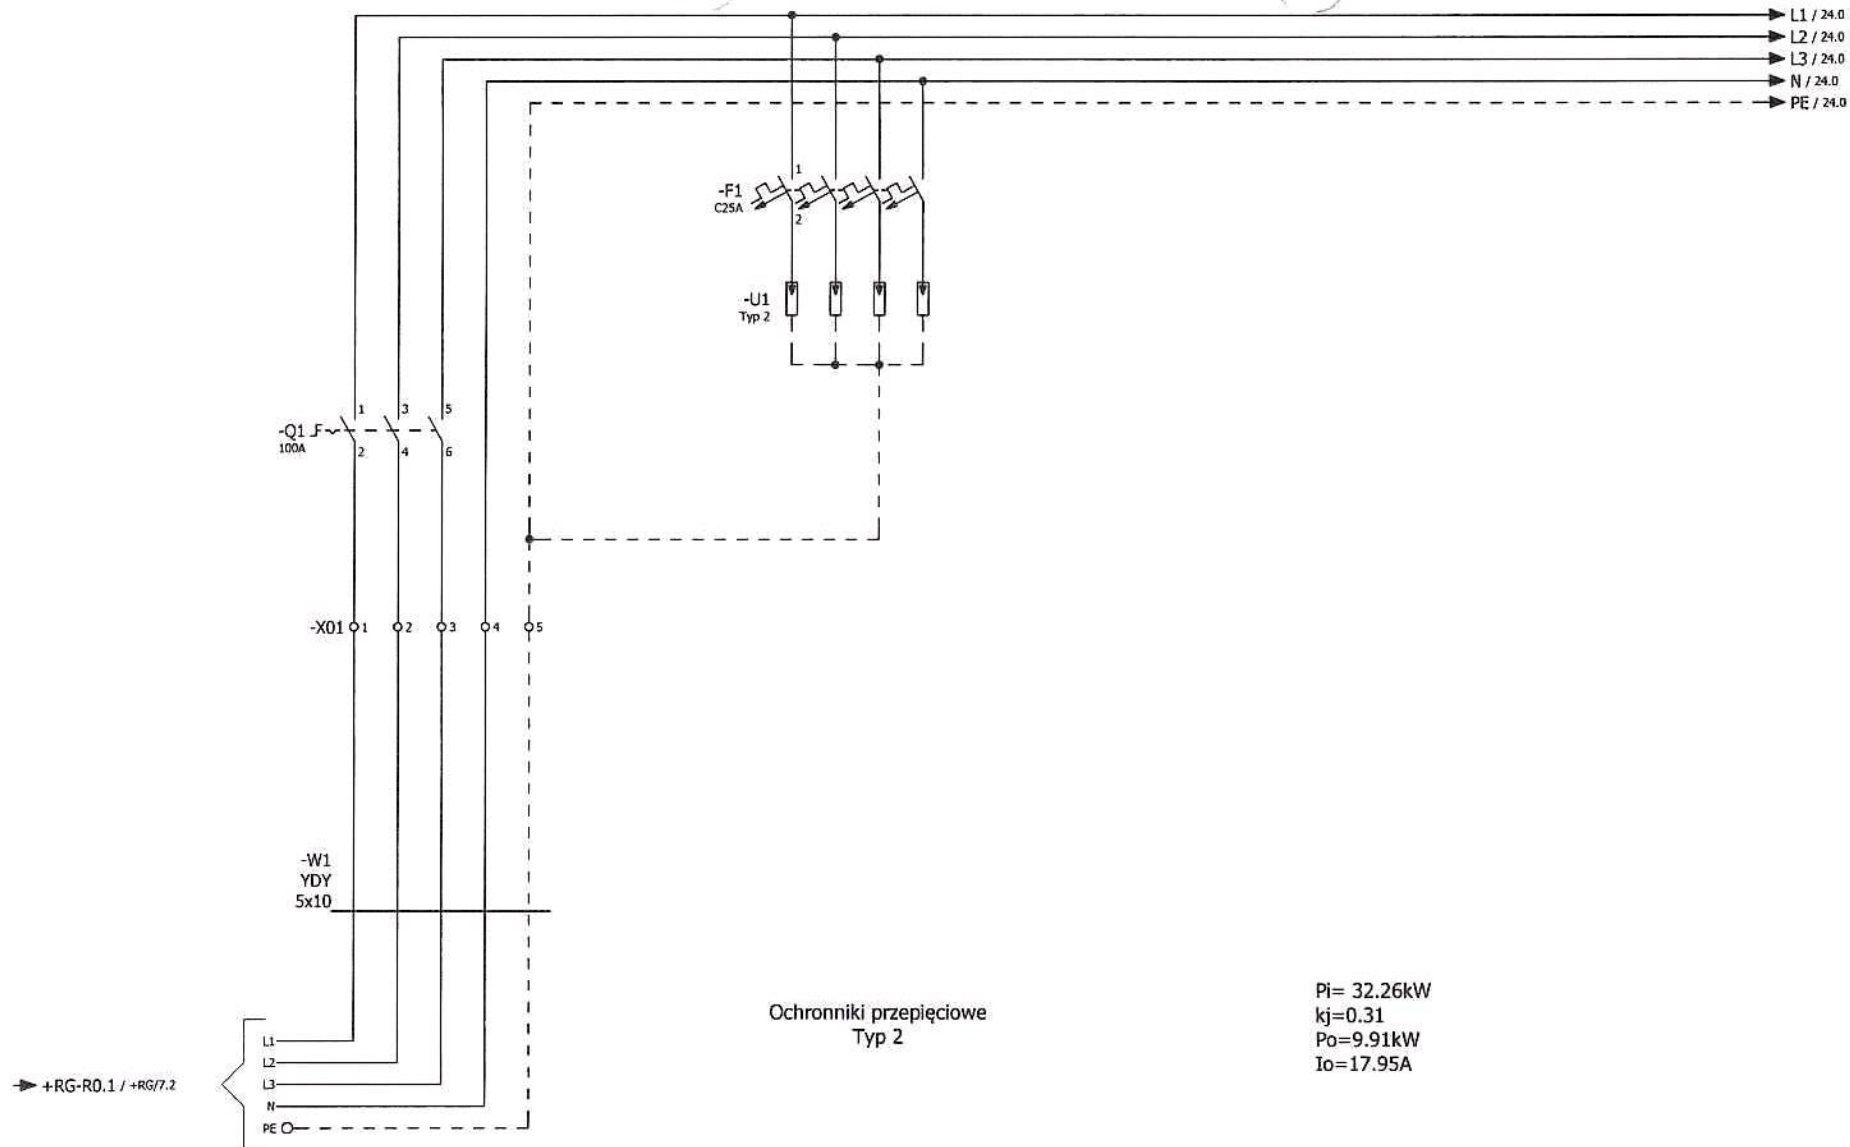 L1 / 24.0
L2 / 24.0
L3 / 24.0
N / 24.0
PE / 24.0
1
-F1
C25A
2
-U1
Typ 2
1 3 5
-Q1
100A
2 4 6
-X01 1 2 3 4 5
-W1
YDY
5x10
Ochronniki przepięciowe
Typ 2
Pi= 32.26kW
kj=0.31
Po=9.91kW
Io=17.95A
L1
L2
+RG-R0.1 / +RG/7.2
L3
N
PE